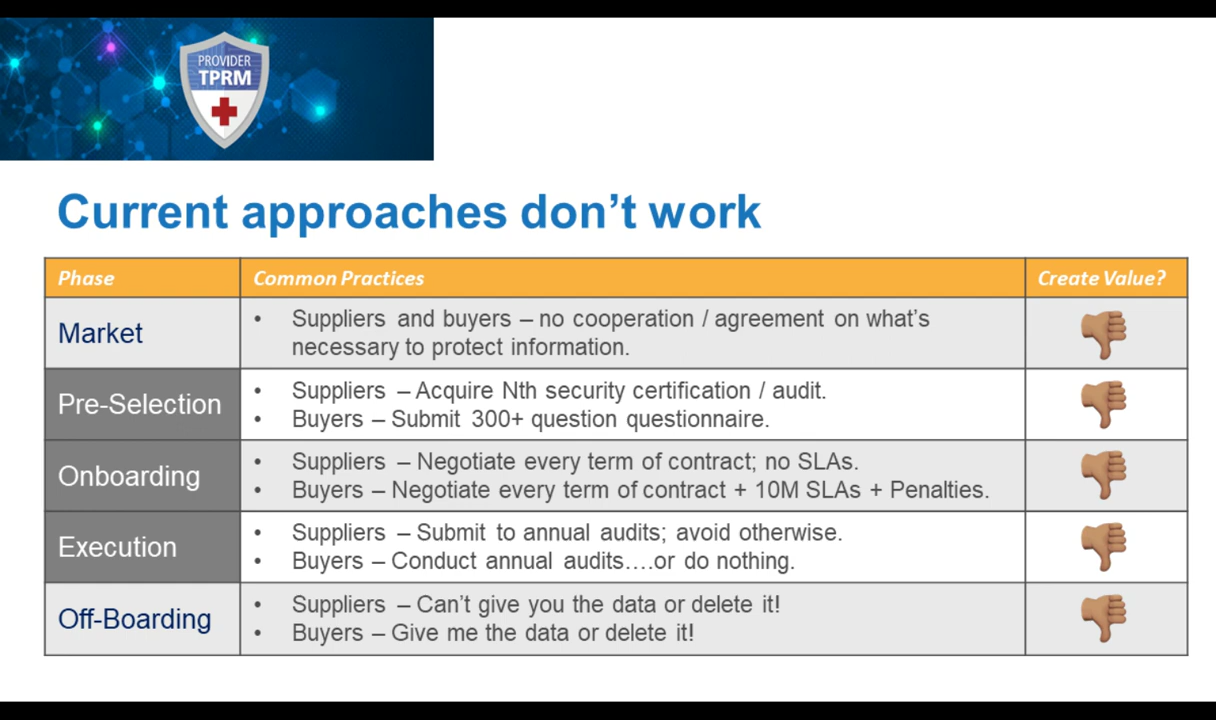 PROVIDER
TPRM
Current approaches don’t work
Phase
Common Practices
Create Value?
Market
• Suppliers and buyers – no cooperation / agreement on what’s
necessary to protect information.
Pre-Selection
• Suppliers – Acquire Nth security certification / audit.
• Buyers – Submit 300+ question questionnaire.
Onboarding
• Suppliers – Negotiate every term of contract; no SLAs.
• Buyers – Negotiate every term of contract + 10M SLAs + Penalties.
Execution
• Suppliers – Submit to annual audits; avoid otherwise.
• Buyers – Conduct annual audits….or do nothing.
Off-Boarding
• Suppliers – Can’t give you the data or delete it!
• Buyers – Give me the data or delete it!